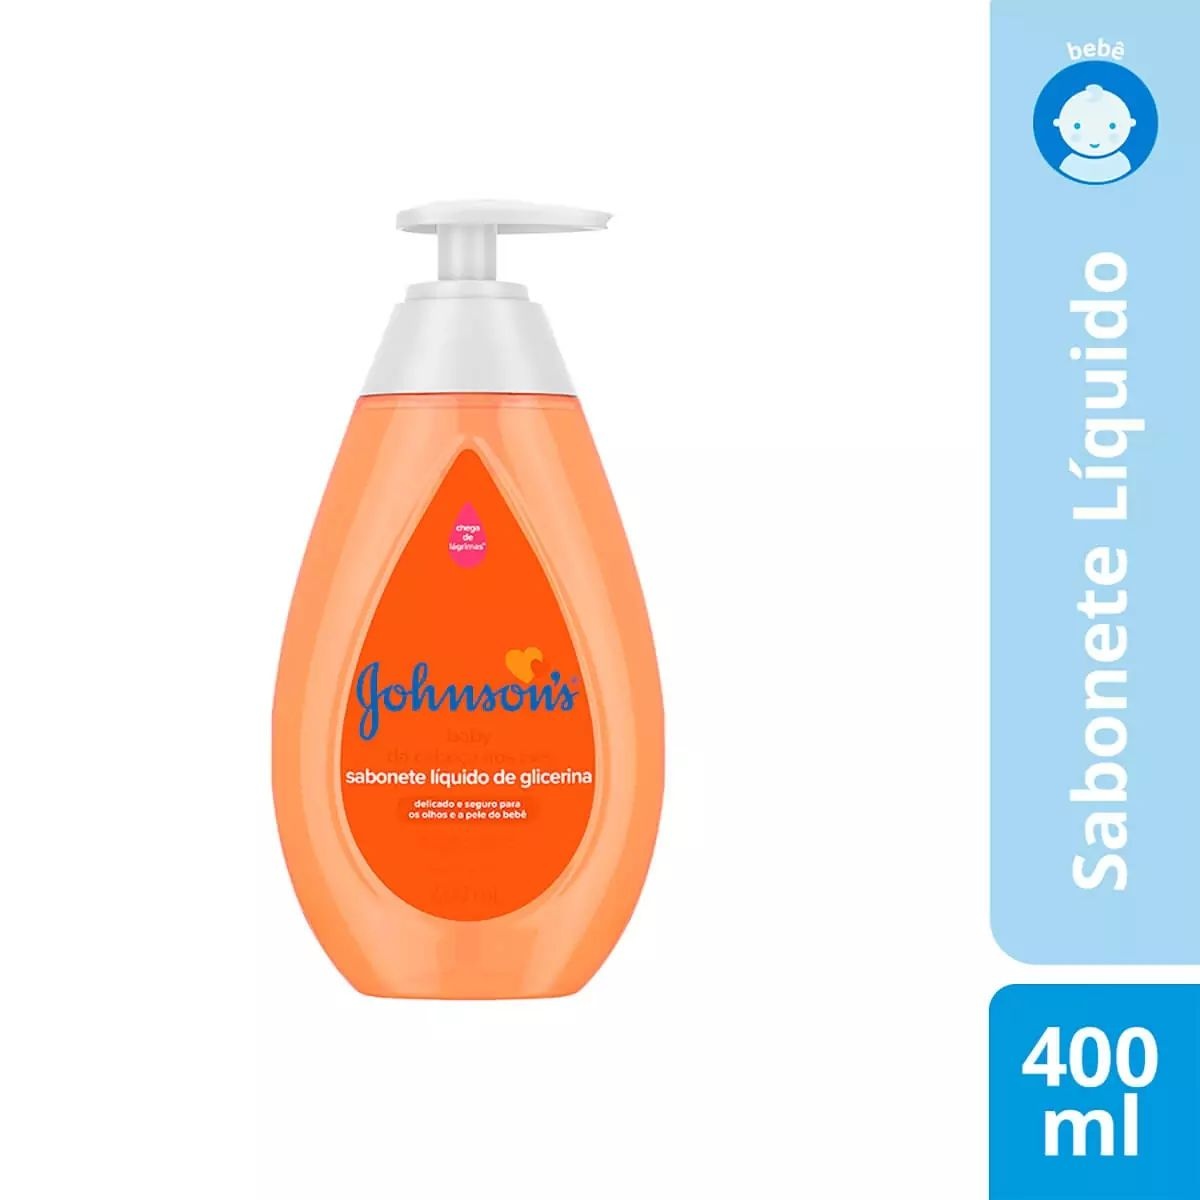 chega
de
lágrimas
Johnson's
baby
sabonete líquido de glicerina
delicado e seguro para
os olhos e a pele do bebê
bebê
Sabonete Líquido
400
ml